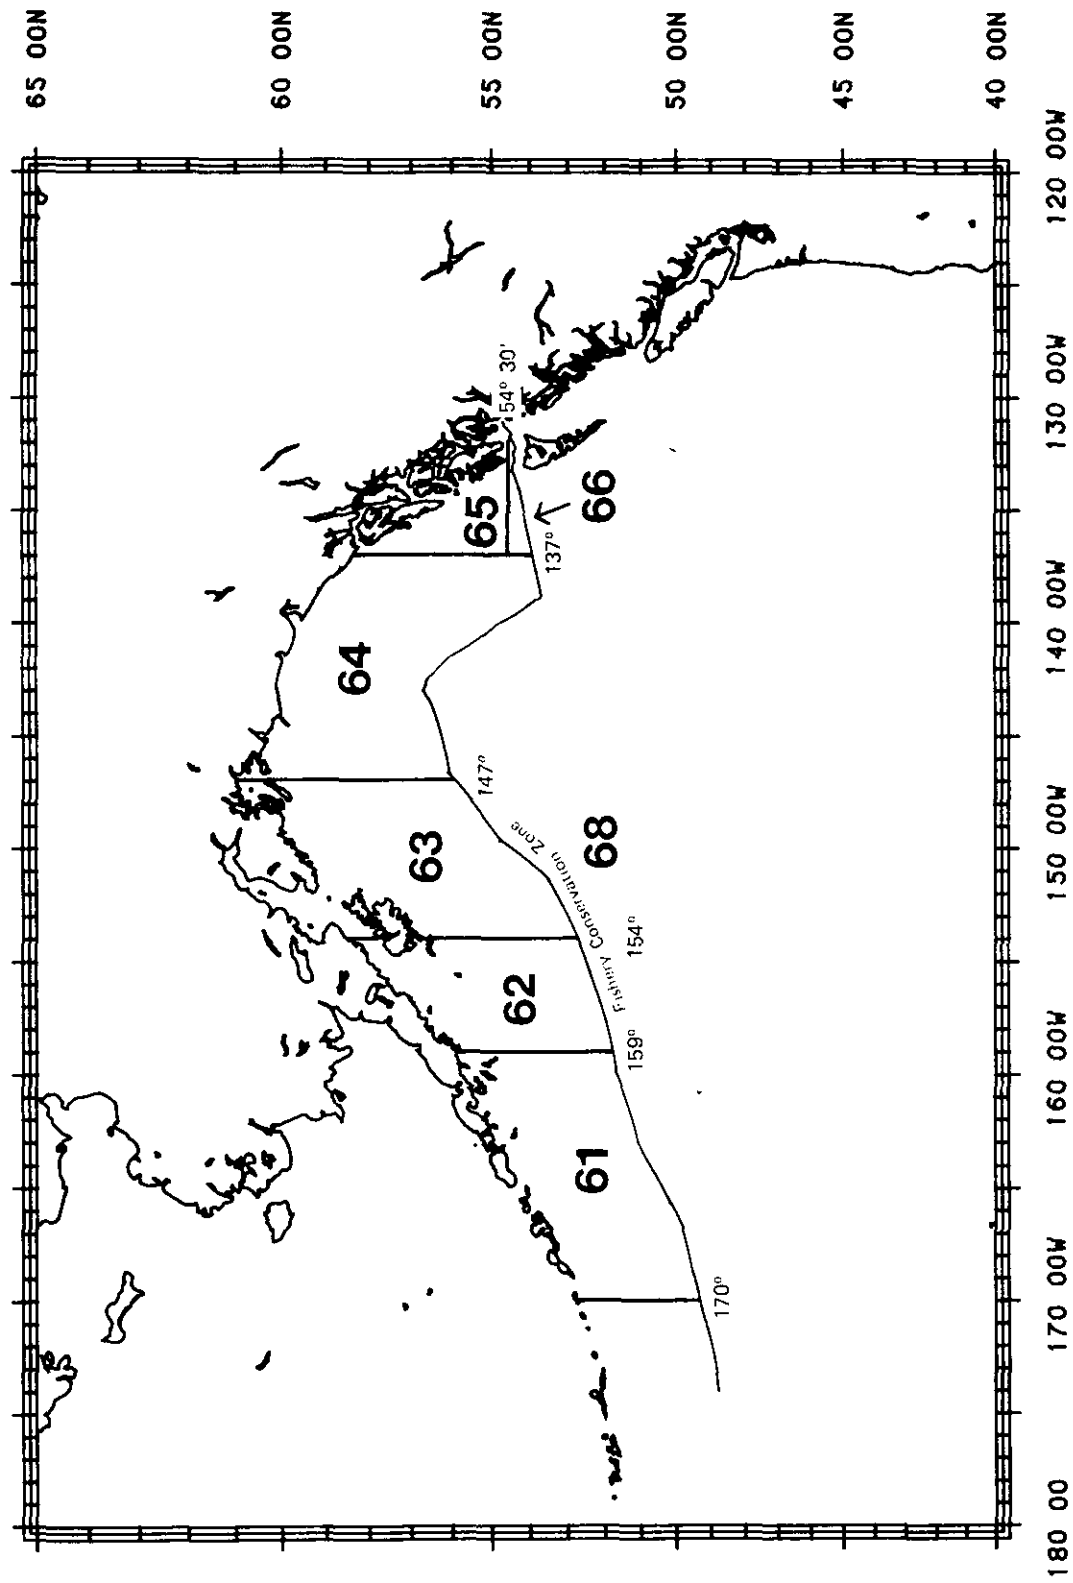 65 00N
60 00N
55 00N
50 00N
45 00N
40 00N
180 00
170 00W
160 00W
150 00W
140 00W
130 00W
120 00W
61
62
63
64
65
66
68
170°
159°
154°
147°
137°
154° 30'
Fishery Conservation Zone